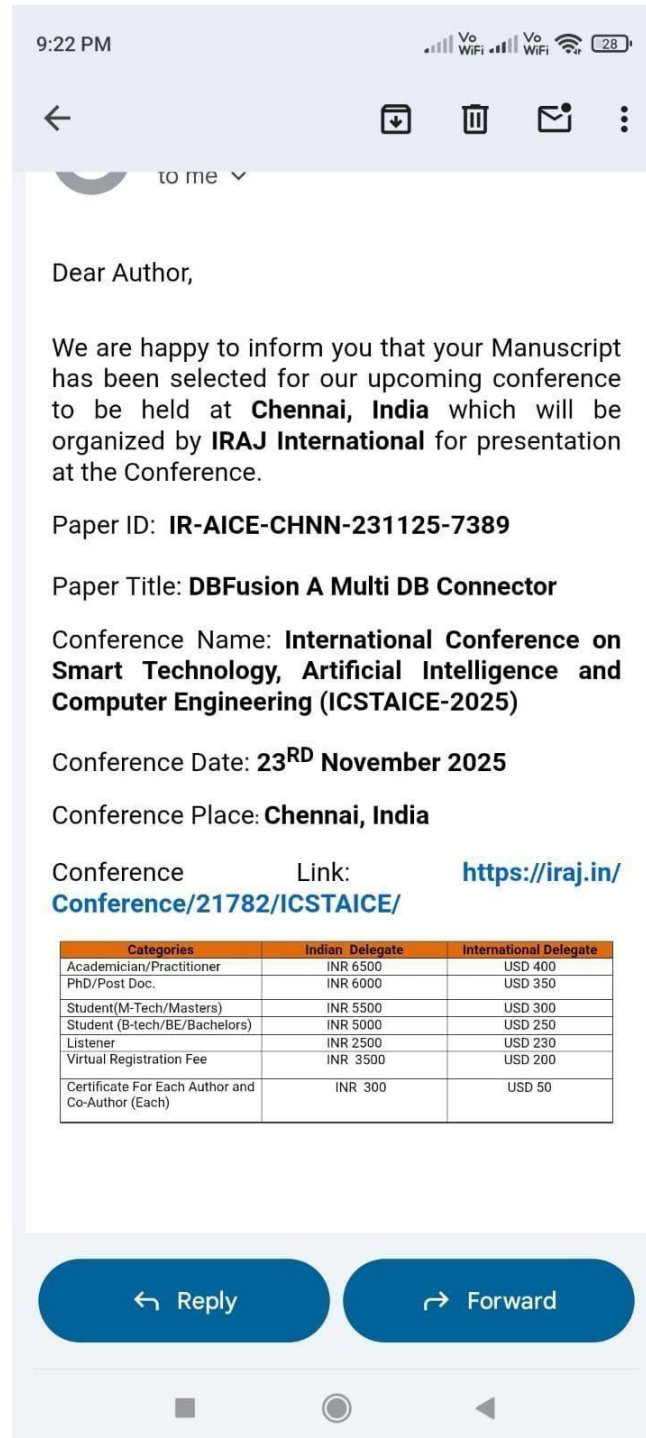 9:22 PM
Vo WiFi Vo WiFi 28
to me
Dear Author,
We are happy to inform you that your Manuscript
has been selected for our upcoming conference
to be held at Chennai, India which will be
organized by IRAJ International for presentation
at the Conference.
Paper ID: IR-AICE-CHNN-231125-7389
Paper Title: DBFusion A Multi DB Connector
Conference Name: International Conference on
Smart Technology, Artificial Intelligence and
Computer Engineering (ICSTAICE-2025)
Conference Date: 23RD November 2025
Conference Place: Chennai, India
Conference Link: https://iraj.in/
Conference/21782/ICSTAICE/
Categories Indian Delegate International Delegate
Academician/Practitioner INR 6500 USD 400
PhD/Post Doc. INR 6000 USD 350
Student(M-Tech/Masters) INR 5500 USD 300
Student (B-tech/BE/Bachelors) INR 5000 USD 250
Listener INR 2500 USD 230
Virtual Registration Fee INR 3500 USD 200
Certificate For Each Author and INR 300 USD 50
Co-Author (Each)
Reply Forward